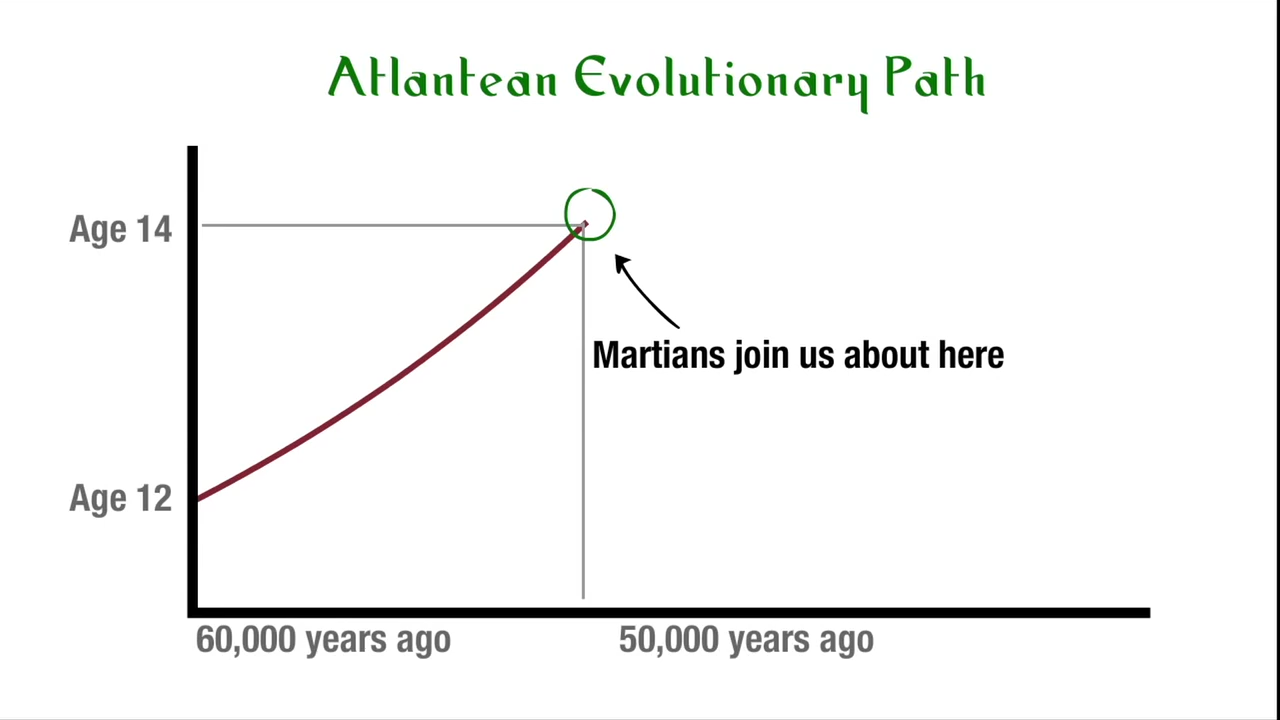 Atlantean Evolutionary Path
Age 14
Martians join us about here
Age 12
60,000 years ago
50,000 years ago